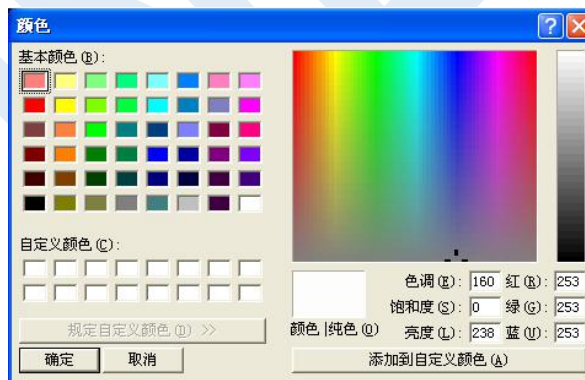 颜色
基本颜色(B):
自定义颜色(C):
规定自定义颜色(D) >>
确定 取消
颜色|纯色(O)
色调(E): 160 红(R): 253
饱和度(S): 0 绿(G): 253
亮度(L): 238 蓝(U): 253
添加到自定义颜色(A)